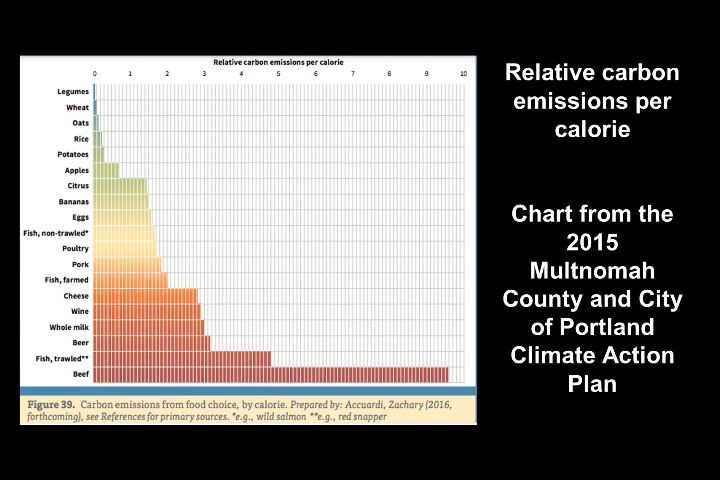 Relative carbon emissions per calorie
0 1 2 3 4 5 6 7 8 9 10
Legumes
Wheat
Oats
Rice
Potatoes
Apples
Citrus
Bananas
Eggs
Fish, non-trawled*
Poultry
Pork
Fish, farmed
Cheese
Wine
Whole milk
Beer
Fish, trawled**
Beef
Figure 39. Carbon emissions from food choice, by calorie. Prepared by: Accuardi, Zachary (2016,
forthcoming), see References for primary sources. *e.g., wild salmon **e.g., red snapper
Relative carbon
emissions per
calorie
Chart from the
2015
Multnomah
County and City
of Portland
Climate Action
Plan